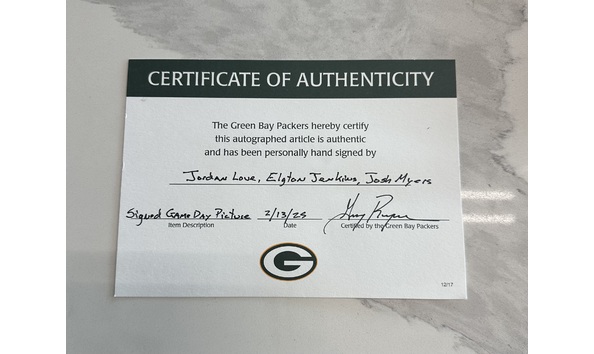 CERTIFICATE OF AUTHENTICITY
The Green Bay Packers hereby certify
this autographed article is authentic
and has been personally hand signed by
Jordan Love, Elgton Jenkins, Josh Myers
Signed Game Day Picture 2/13/25
Item Description Date Certified by the Green Bay Packers
G
12/17